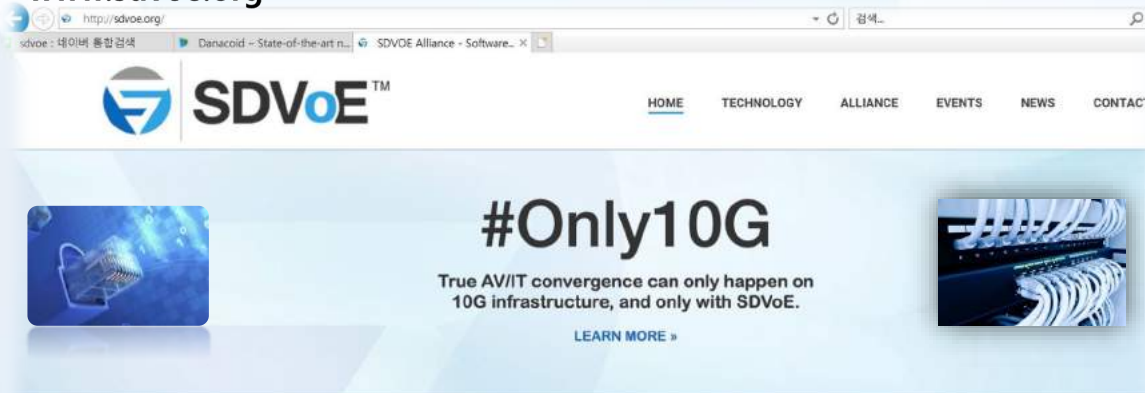 http://sdvoe.org/
검색...
sdvoe : 네이버 통합검색
Danacoid – State-of-the-art n...
SDVOE Alliance - Software...
SDVoE™
HOME
TECHNOLOGY
ALLIANCE
EVENTS
NEWS
#Only10G
True AV/IT convergence can only happen on
10G infrastructure, and only with SDVoE.
LEARN MORE »